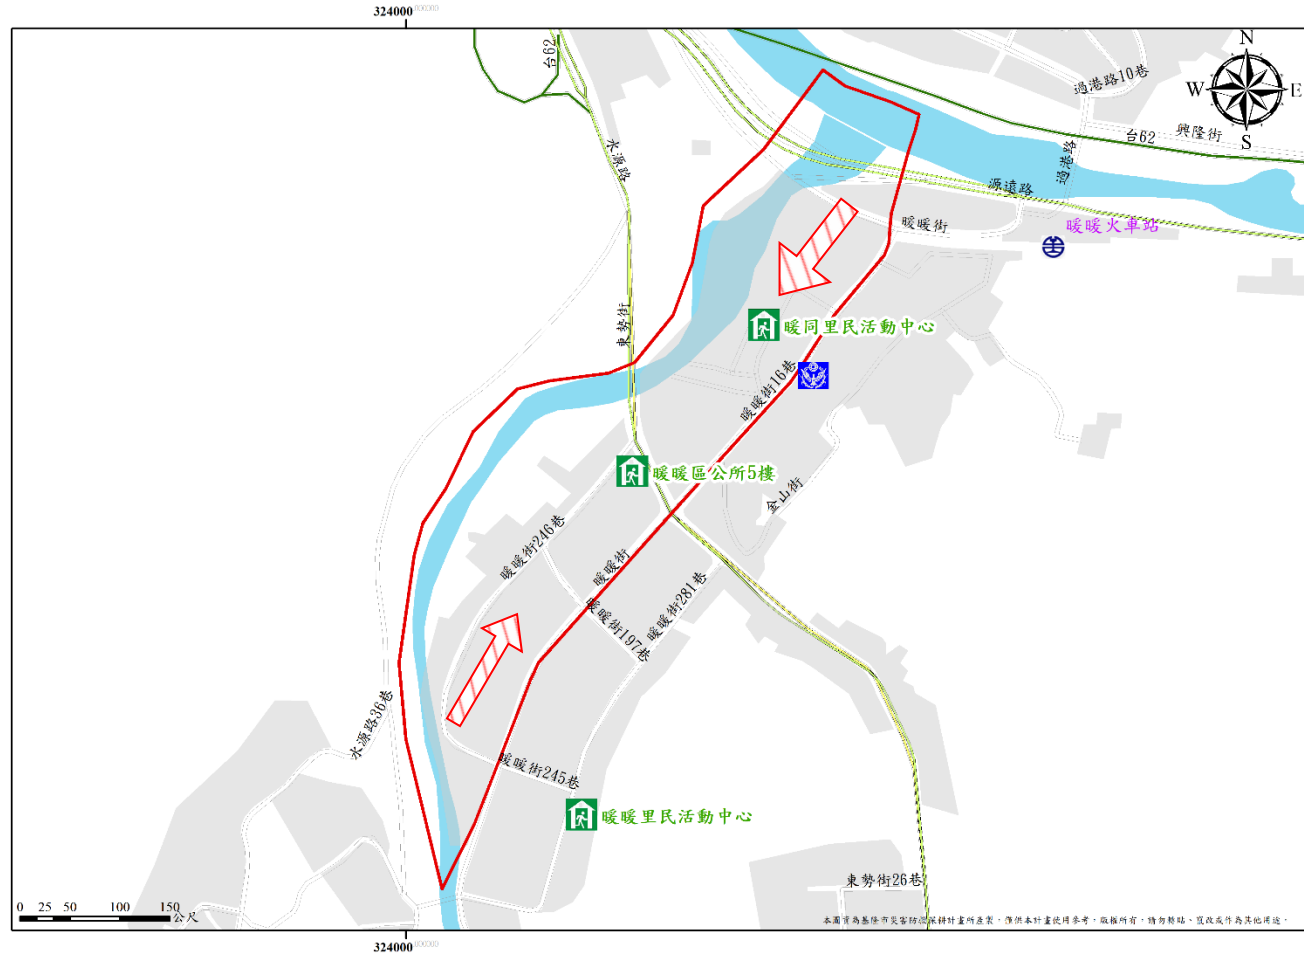 324000
N
W
E
S
台62
水源路
過港路10巷
台62
興隆街
過港路
源遠路
暖暖街
暖暖火車站
東勢街
暖同里民活動中心
暖暖街16巷
暖暖區公所5樓
金山街
暖暖街246巷
暖暖街
暖暖街197巷
暖暖街281巷
水源路36巷
暖暖街245巷
暖暖里民活動中心
東勢街26巷
0 25 50 100 150
公尺
324000